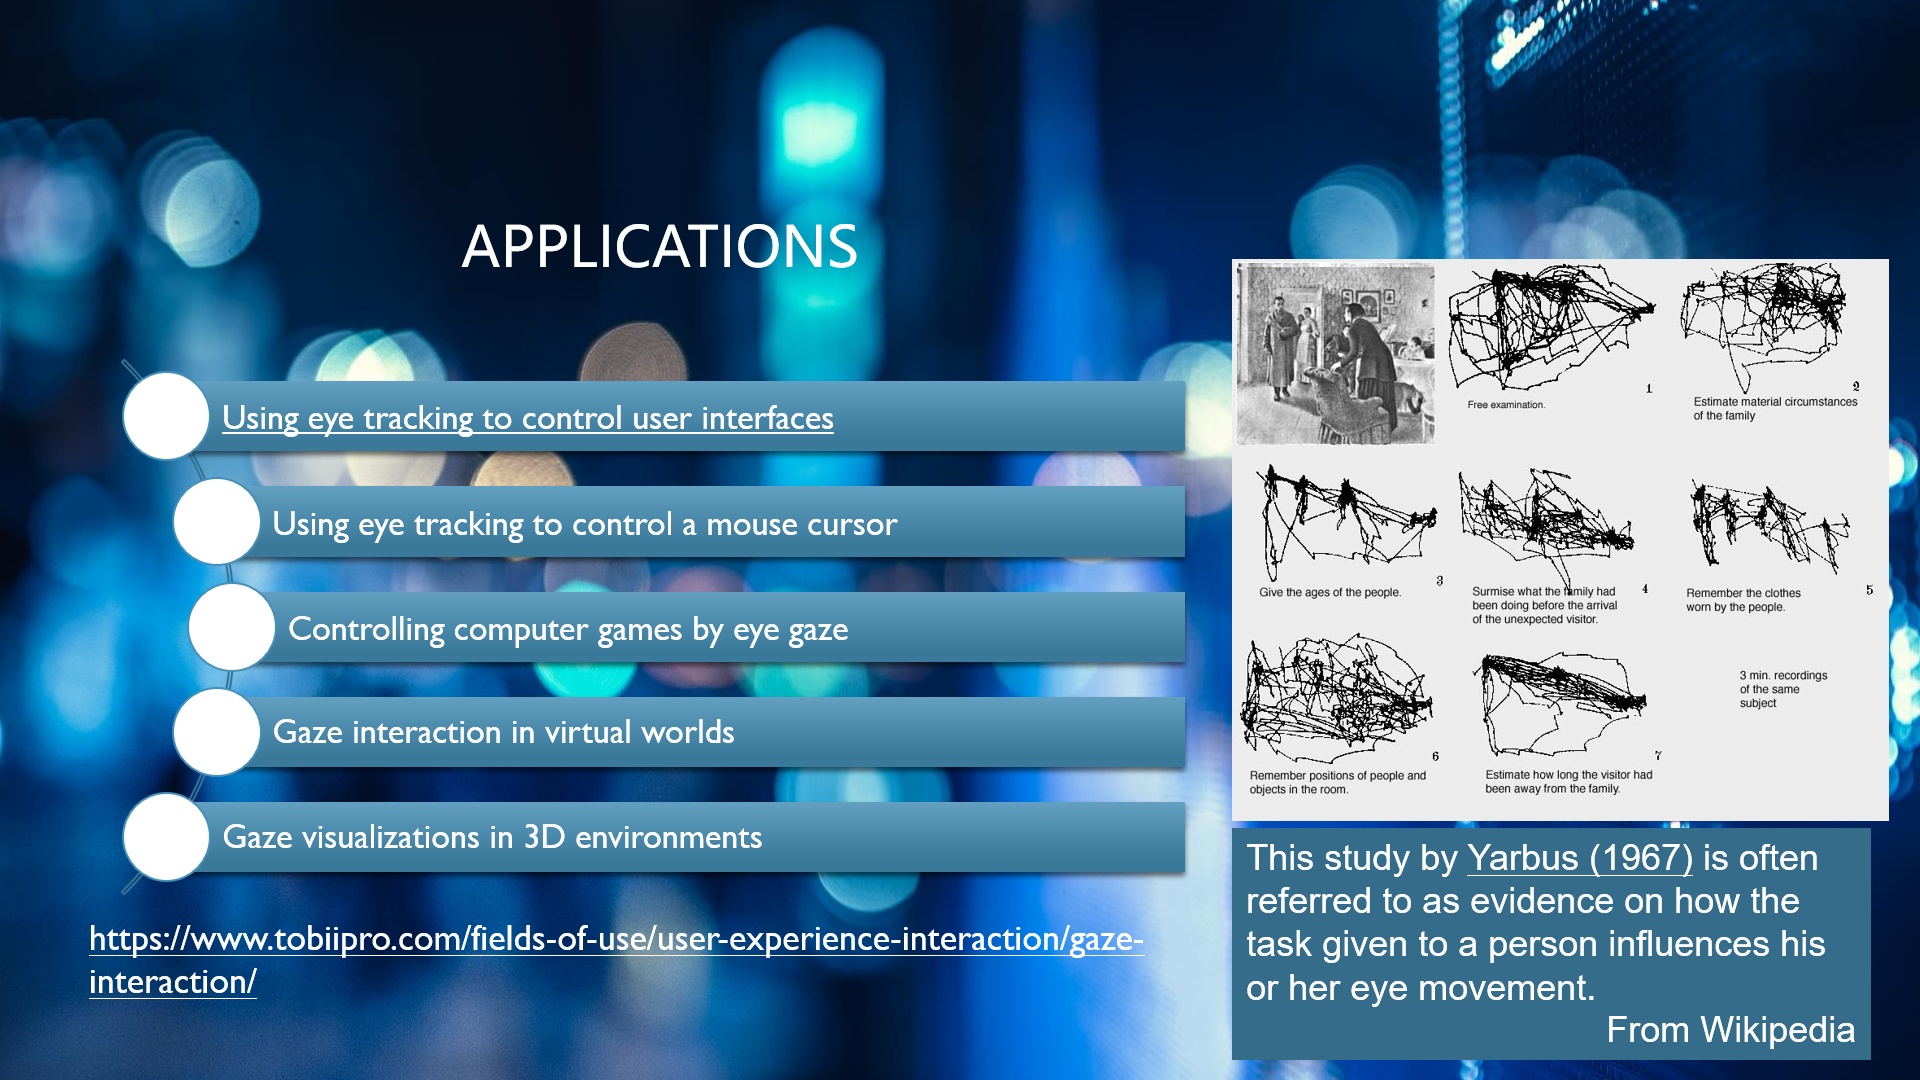 APPLICATIONS
Using eye tracking to control user interfaces
Using eye tracking to control a mouse cursor
Controlling computer games by eye gaze
Gaze interaction in virtual worlds
Gaze visualizations in 3D environments
https://www.tobiipro.com/fields-of-use/user-experience-interaction/gaze-
interaction/
1
Free examination.
2
Estimate material circumstances
of the family
3
Give the ages of the people.
4
Surmise what the family had
been doing before the arrival
of the unexpected visitor.
5
Remember the clothes
worn by the people.
6
Remember positions of people and
objects in the room.
7
Estimate how long the visitor had
been away from the family.
3 min. recordings
of the same
subject
This study by Yarbus (1967) is often
referred to as evidence on how the
task given to a person influences his
or her eye movement.
From Wikipedia